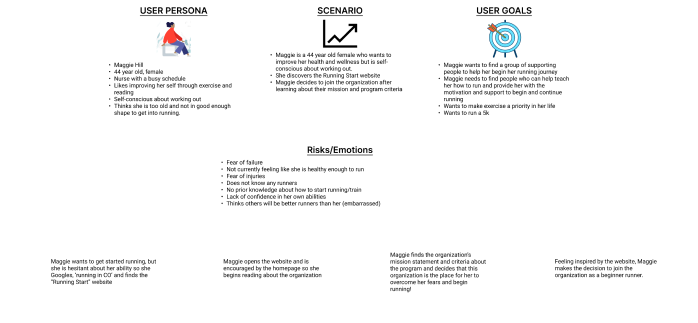 USER PERSONA
Maggie Hill
44 year old, female
Nurse with a busy schedule
Likes improving her self through exercise and
reading
Self-conscious about working out
Thinks she is too old and not in good enough
shape to get into running.
SCENARIO
Maggie is a 44 year old female who wants to
improve her health and wellness but is self-
conscious about working out.
She discovers the Running Start website
Maggie decides to join the organization after
learning about their mission and program criteria
USER GOALS
Maggie wants to find a group of supporting
people to help her begin her running journey
Maggie needs to find people who can help teach
her how to run and provide her with the
motivation and support to begin and continue
running
Wants to make exercise a priority in her life
Wants to run a 5k
Risks/Emotions
Fear of failure
Not currently feeling like she is healthy enough to run
Fear of injuries
Does not know any runners
No prior knowledge about how to start running/train
Lack of confidence in her own abilities
Thinks others will be better runners than her (embarrassed)
Maggie wants to get started running, but
she is hesitant about her ability so she
Googles, 'running in CO' and finds the
"Running Start" website
Maggie opens the website and is
encouraged by the homepage so she
begins reading about the organization
Maggie finds the organization's
mission statement and criteria about
the program and decides that this
organization is the place for her to
overcome her fears and begin
running!
Feeling inspired by the website, Maggie
makes the decision to join the
organization as a beginner runner.